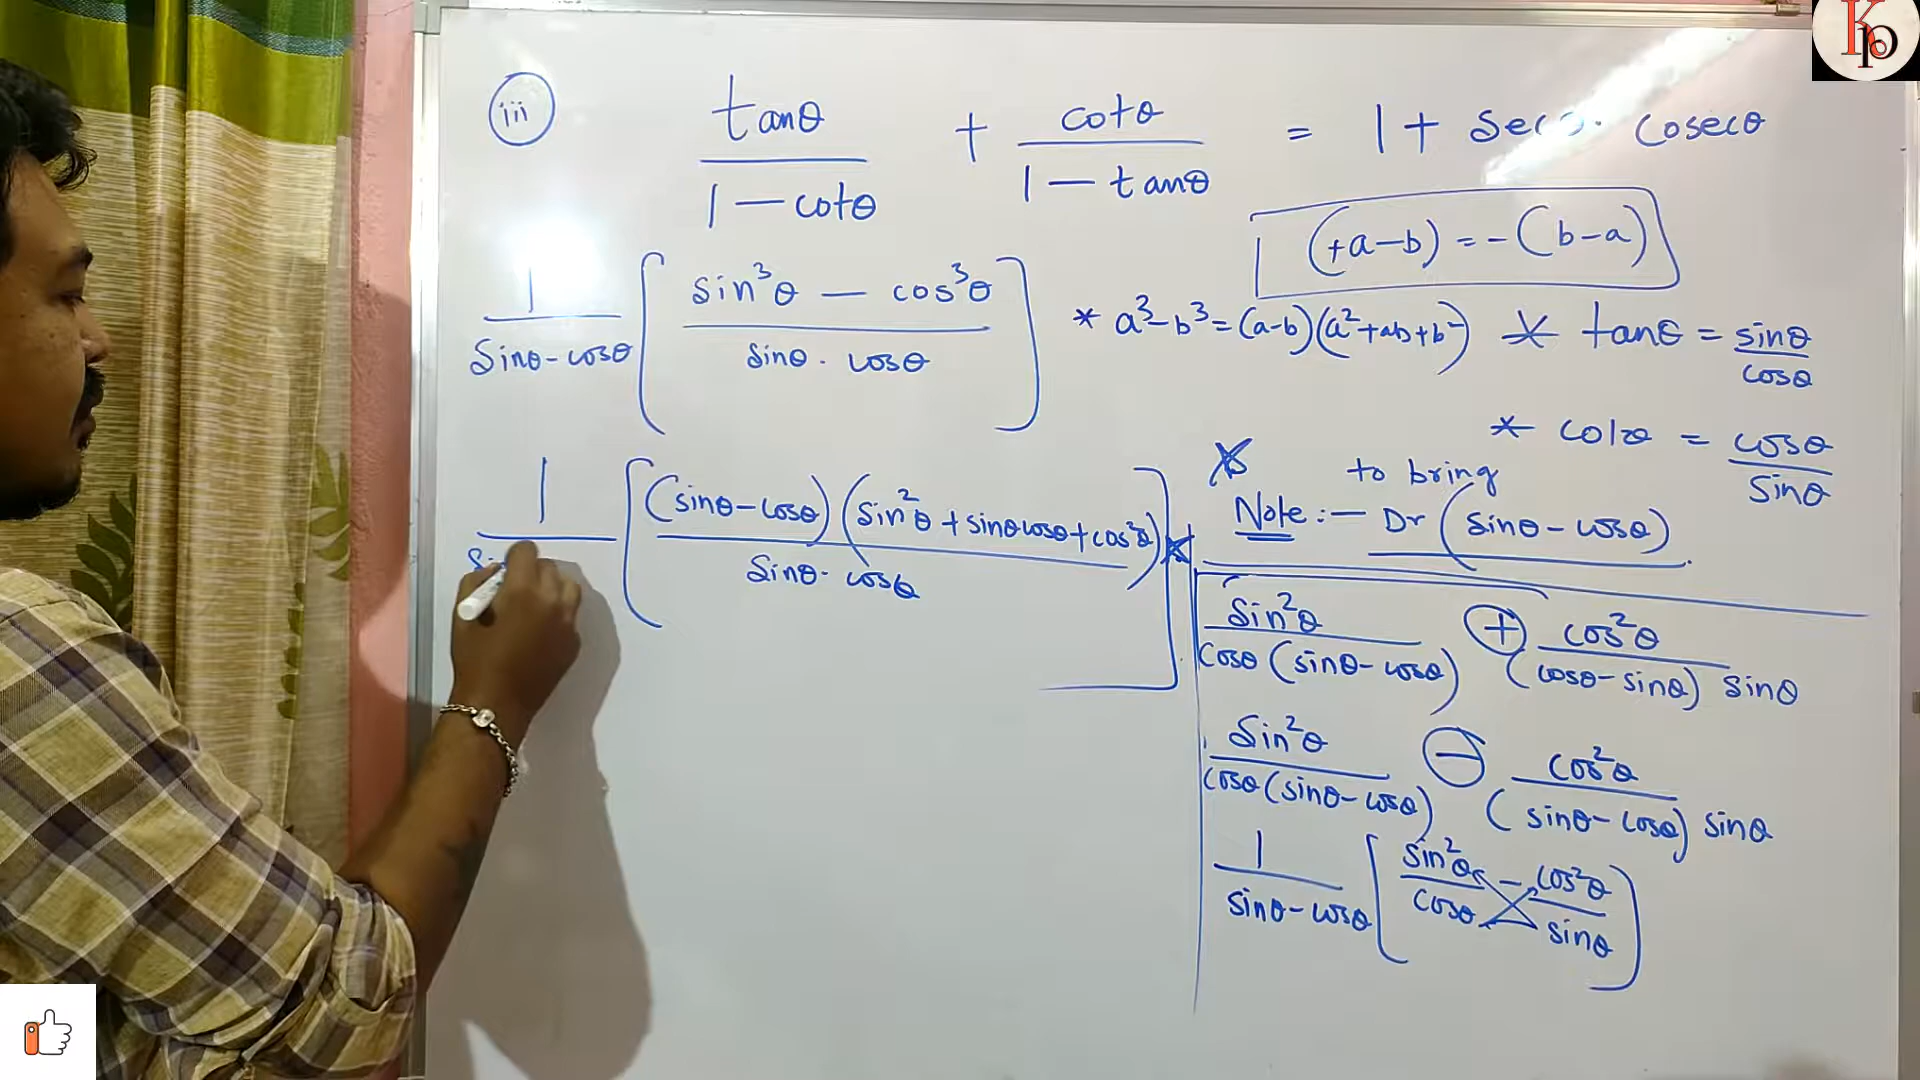 iii tanθ/(1 − cotθ) + cotθ/(1 − tanθ) = 1 + secθ · cosecθ
(+a−b) = −(b−a)
1/(sinθ−cosθ) [ (sin³θ − cos³θ)/(sinθ · cosθ) ]
* a³−b³=(a−b)(a²+ab+b²) * tanθ = sinθ/cosθ
* cotθ = cosθ/sinθ
1/Si [ (sinθ−cosθ)(sin²θ+sinθcosθ+cos²θ)/(sinθ · cosθ) ]
to bring
Note:− Dr (sinθ−cosθ)
sin²θ/(cosθ(sinθ−cosθ)) + cos²θ/((cosθ−sinθ) sinθ)
sin²θ/(cosθ(sinθ−cosθ)) − cos²θ/((sinθ−cosθ) sinθ)
1/(sinθ−cosθ) [ sin²θ/cosθ − cos²θ/sinθ ]
Kp